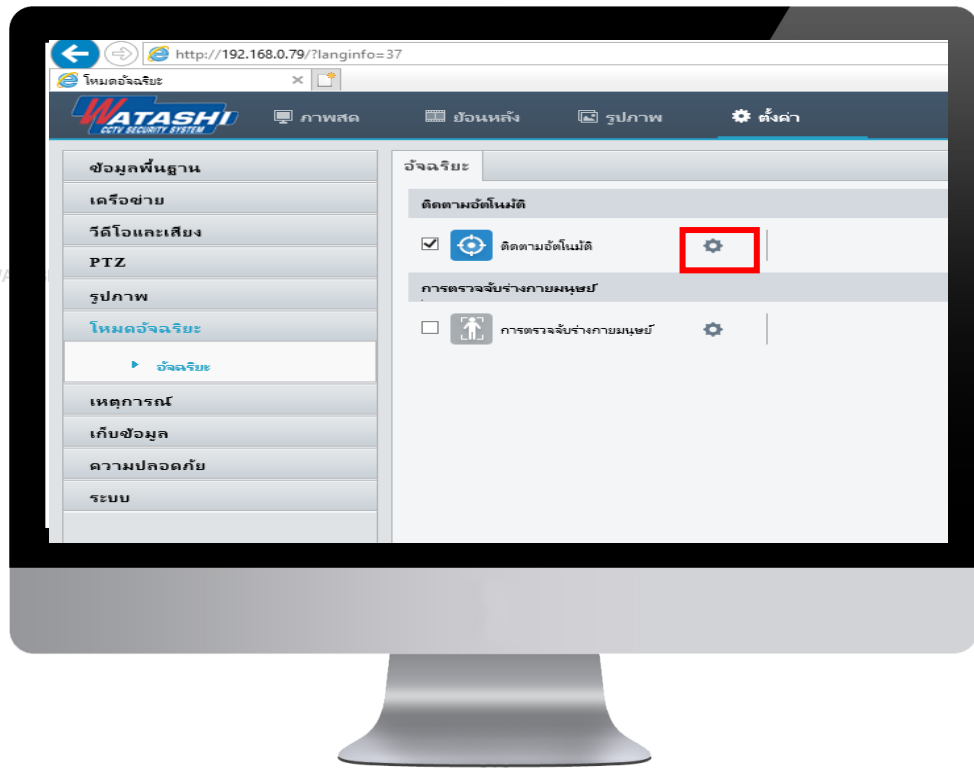 http://192.168.0.79/?langinfo=37
โหมดอัจฉริยะ
WATASHI
CCTV SECURITY SYSTEM
ภาพสด ย้อนหลัง รูปภาพ ตั้งค่า
ข้อมูลพื้นฐาน
เครือข่าย
วีดีโอและเสียง
PTZ
รูปภาพ
โหมดอัจฉริยะ
อัจฉริยะ
เหตุการณ์
เก็บข้อมูล
ความปลอดภัย
ระบบ
อัจฉริยะ
ติดตามอัตโนมัติ
ติดตามอัตโนมัติ
การตรวจจับร่างกายมนุษย์
การตรวจจับร่างกายมนุษย์